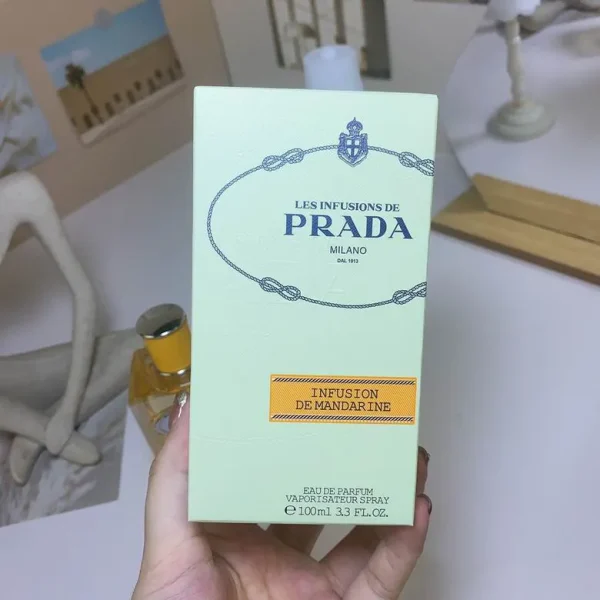 LES INFUSIONS DE
PRADA
MILANO
DAL 1913
INFUSION
DE MANDARINE
EAU DE PARFUM
VAPORISATEUR SPRAY
℮ 100ml 3.3 FL.OZ.